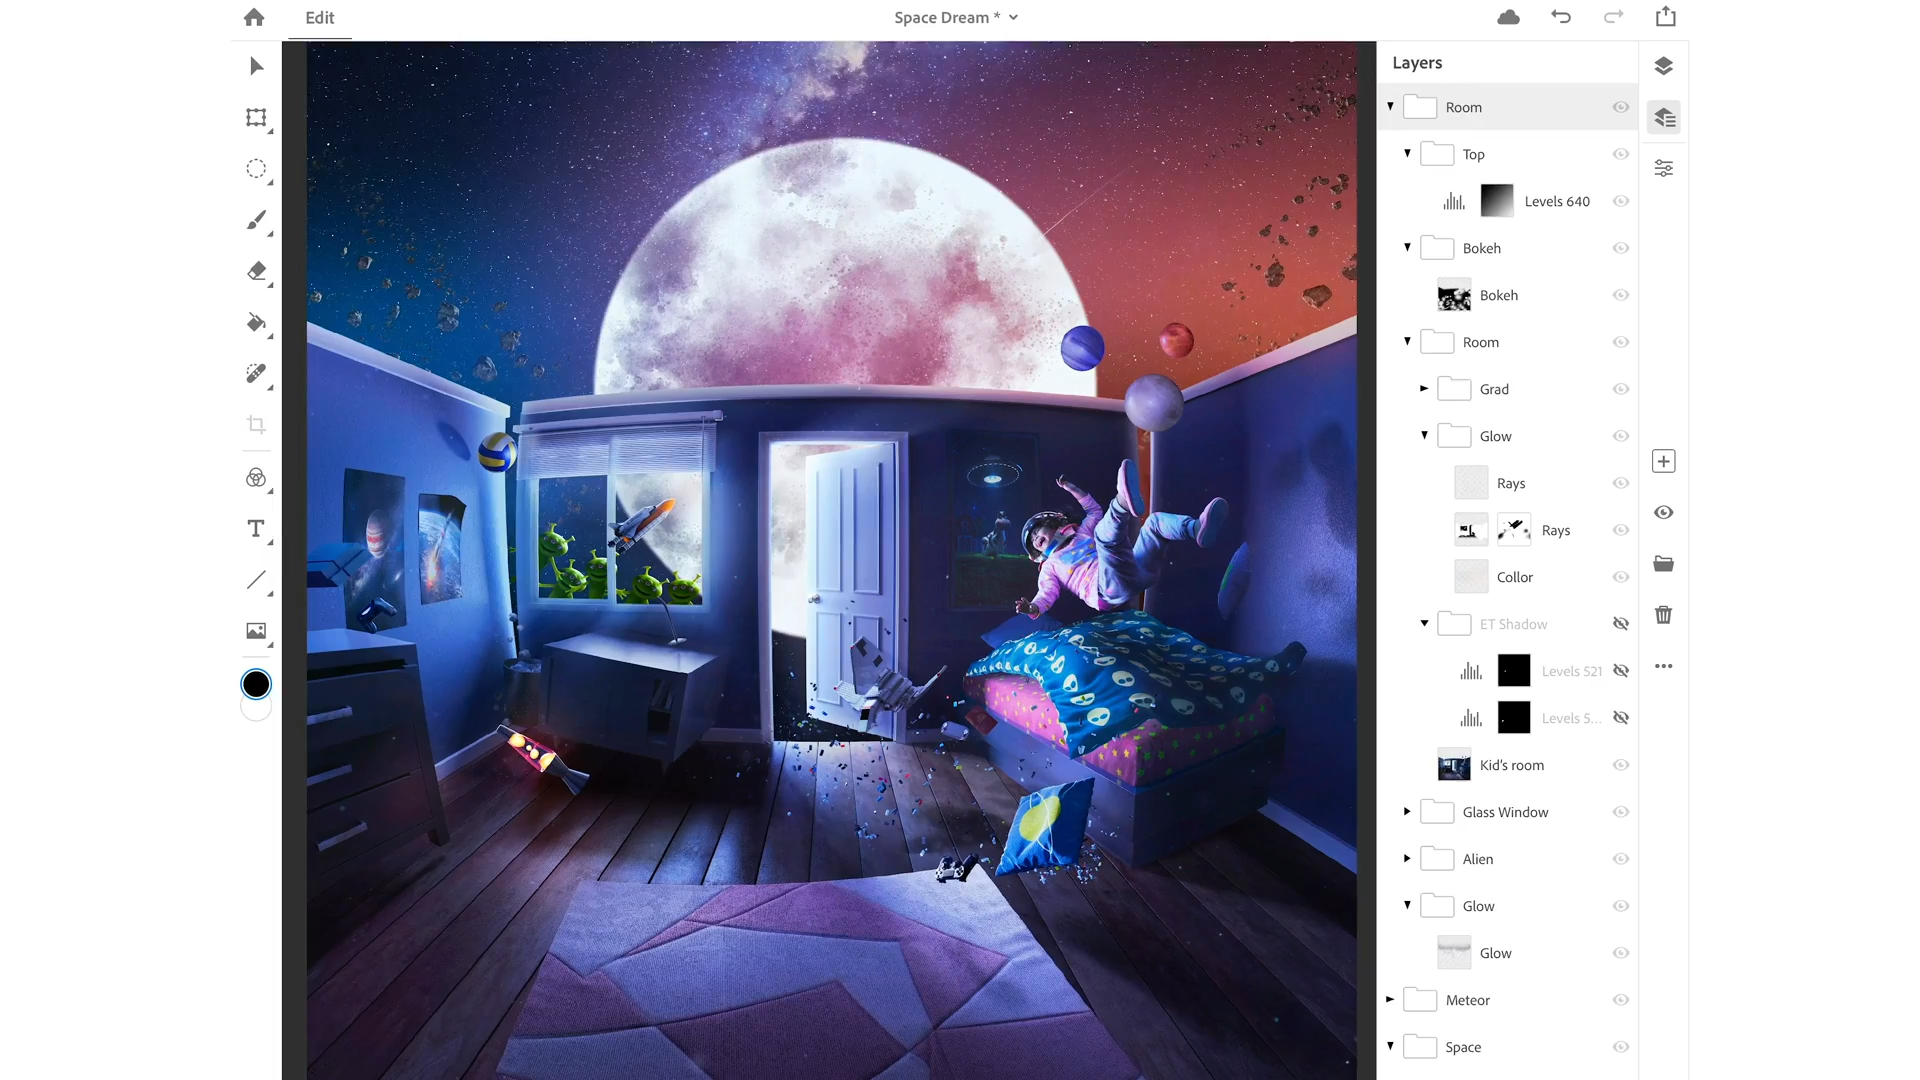 Edit
Space Dream *
Layers
Room
Top
Levels 640
Bokeh
Bokeh
Room
Grad
Glow
Rays
Rays
Collor
ET Shadow
Levels 521
Levels 5...
Kid's room
Glass Window
Alien
Glow
Glow
Meteor
Space
T